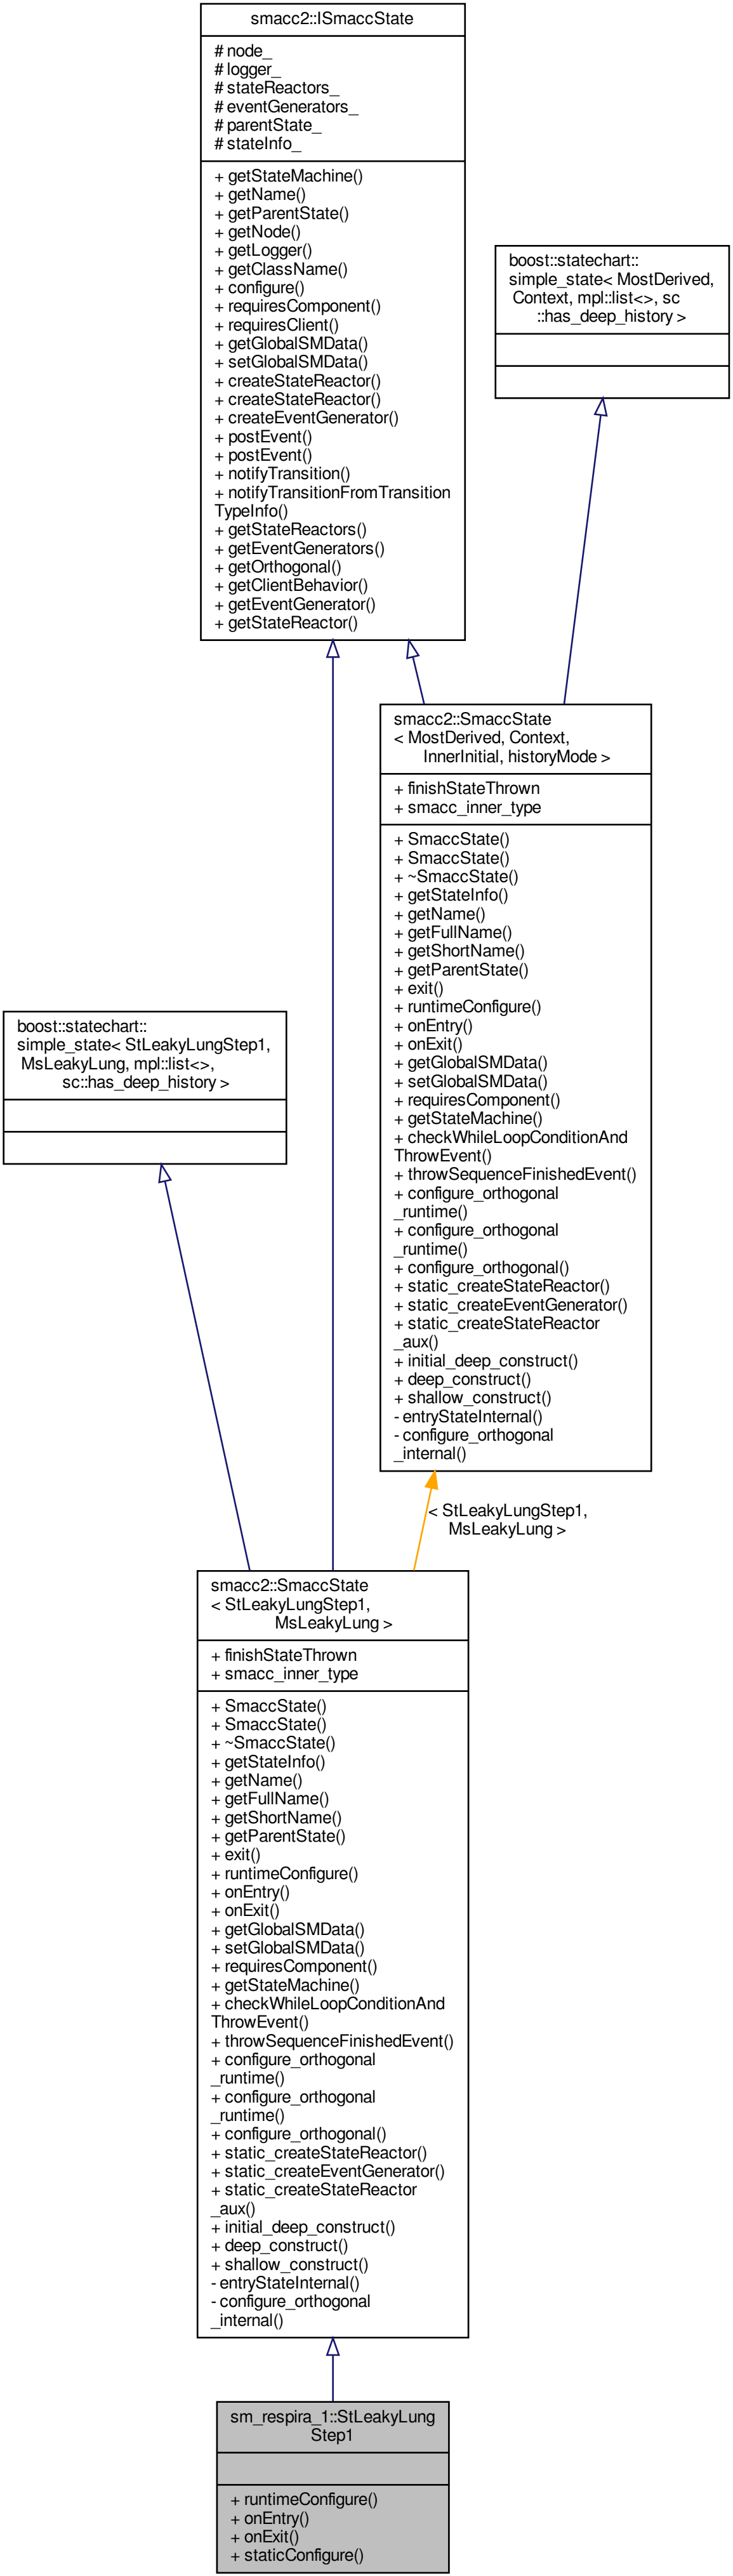 smacc2::ISmaccState
# node_
# logger_
# stateReactors_
# eventGenerators_
# parentState_
# stateInfo_
+ getStateMachine()
+ getName()
+ getParentState()
+ getNode()
+ getLogger()
+ getClassName()
+ configure()
+ requiresComponent()
+ requiresClient()
+ getGlobalSMData()
+ setGlobalSMData()
+ createStateReactor()
+ createStateReactor()
+ createEventGenerator()
+ postEvent()
+ postEvent()
+ notifyTransition()
+ notifyTransitionFromTransition
TypeInfo()
+ getStateReactors()
+ getEventGenerators()
+ getOrthogonal()
+ getClientBehavior()
+ getEventGenerator()
+ getStateReactor()
boost::statechart::
simple_state< MostDerived,
Context, mpl::list<>, sc
::has_deep_history >
smacc2::SmaccState
< MostDerived, Context,
InnerInitial, historyMode >
+ finishStateThrown
+ smacc_inner_type
+ SmaccState()
+ SmaccState()
+ ~SmaccState()
+ getStateInfo()
+ getName()
+ getFullName()
+ getShortName()
+ getParentState()
+ exit()
+ runtimeConfigure()
+ onEntry()
+ onExit()
+ getGlobalSMData()
+ setGlobalSMData()
+ requiresComponent()
+ getStateMachine()
+ checkWhileLoopConditionAnd
ThrowEvent()
+ throwSequenceFinishedEvent()
+ configure_orthogonal
_runtime()
+ configure_orthogonal
_runtime()
+ configure_orthogonal()
+ static_createStateReactor()
+ static_createEventGenerator()
+ static_createStateReactor
_aux()
+ initial_deep_construct()
+ deep_construct()
+ shallow_construct()
- entryStateInternal()
- configure_orthogonal
_internal()
boost::statechart::
simple_state< StLeakyLungStep1,
MsLeakyLung, mpl::list<>,
sc::has_deep_history >
< StLeakyLungStep1,
MsLeakyLung >
smacc2::SmaccState
< StLeakyLungStep1,
MsLeakyLung >
+ finishStateThrown
+ smacc_inner_type
+ SmaccState()
+ SmaccState()
+ ~SmaccState()
+ getStateInfo()
+ getName()
+ getFullName()
+ getShortName()
+ getParentState()
+ exit()
+ runtimeConfigure()
+ onEntry()
+ onExit()
+ getGlobalSMData()
+ setGlobalSMData()
+ requiresComponent()
+ getStateMachine()
+ checkWhileLoopConditionAnd
ThrowEvent()
+ throwSequenceFinishedEvent()
+ configure_orthogonal
_runtime()
+ configure_orthogonal
_runtime()
+ configure_orthogonal()
+ static_createStateReactor()
+ static_createEventGenerator()
+ static_createStateReactor
_aux()
+ initial_deep_construct()
+ deep_construct()
+ shallow_construct()
- entryStateInternal()
- configure_orthogonal
_internal()
sm_respira_1::StLeakyLung
Step1
+ runtimeConfigure()
+ onEntry()
+ onExit()
+ staticConfigure()